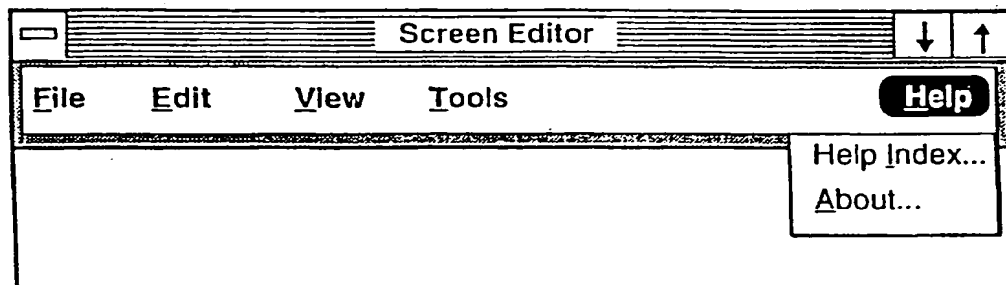 Screen Editor
File Edit View Tools Help
Help Index...
About...